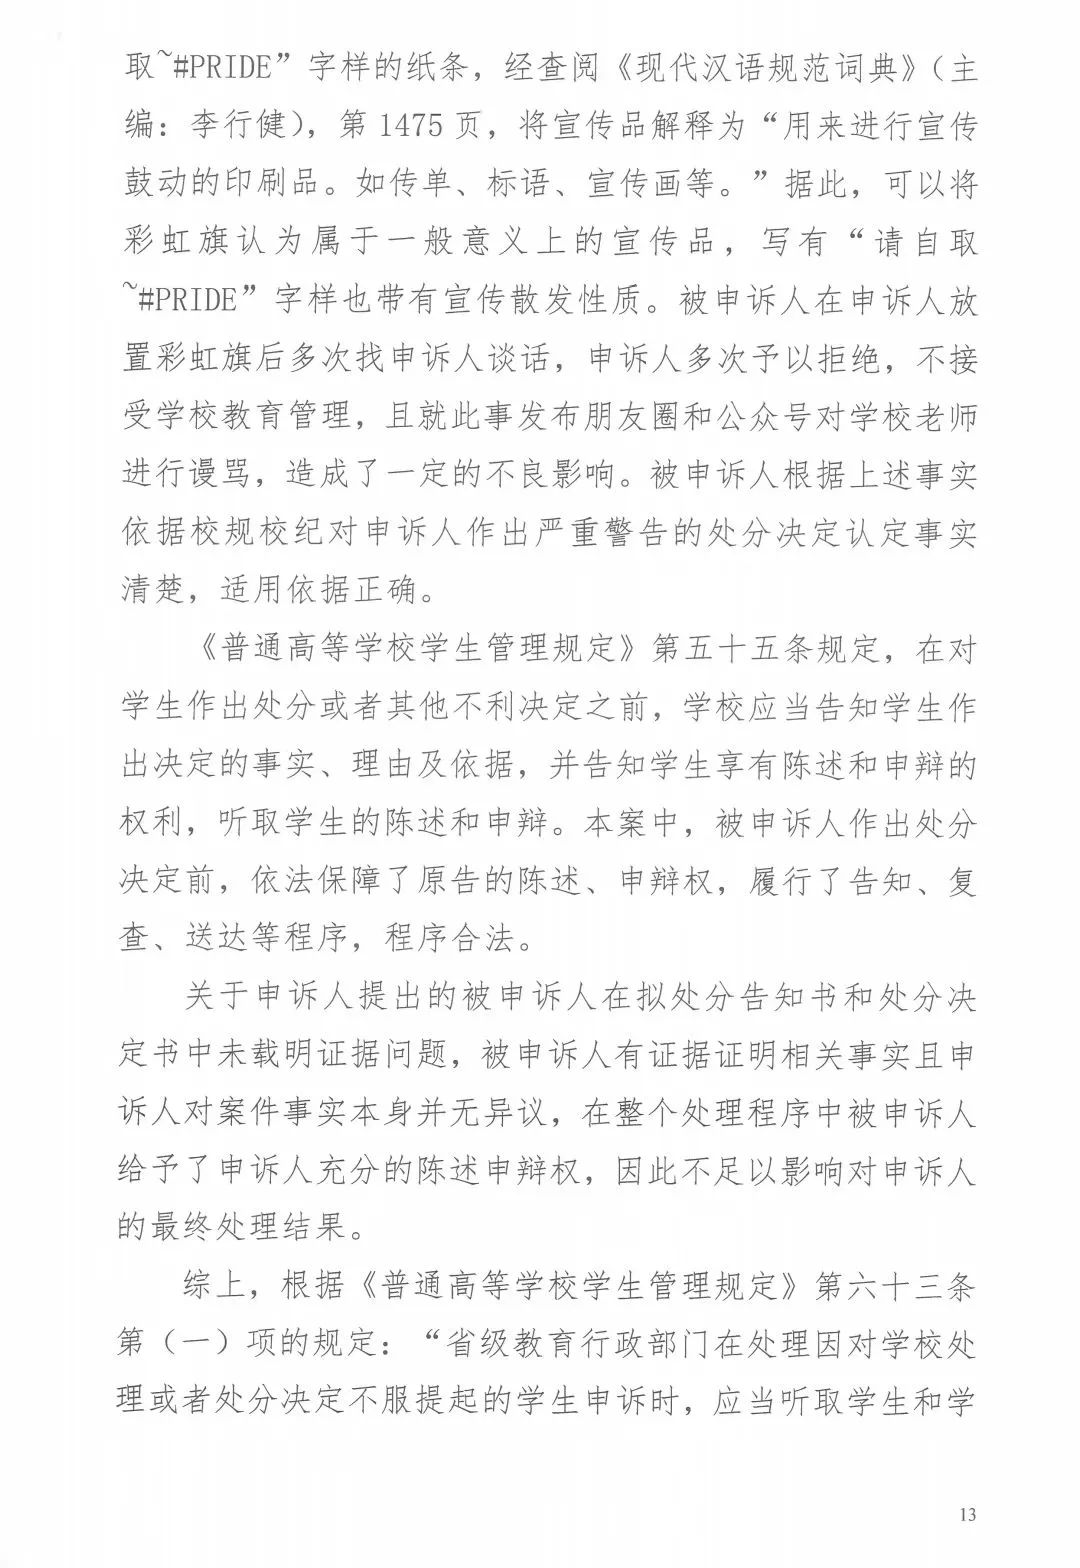 取~#PRIDE”字样的纸条，经查阅《现代汉语规范词典》（主
编：李行健），第 1475 页，将宣传品解释为“用来进行宣传
鼓动的印刷品。如传单、标语、宣传画等。”据此，可以将
彩虹旗认为属于一般意义上的宣传品，写有“请自取
~#PRIDE”字样也带有宣传散发性质。被申诉人在申诉人放
置彩虹旗后多次找申诉人谈话，申诉人多次予以拒绝，不接
受学校教育管理，且就此事发布朋友圈和公众号对学校老师
进行谩骂，造成了一定的不良影响。被申诉人根据上述事实
依据校规校纪对申诉人作出严重警告的处分决定认定事实
清楚，适用依据正确。
《普通高等学校学生管理规定》第五十五条规定，在对
学生作出处分或者其他不利决定之前，学校应当告知学生作
出决定的事实、理由及依据，并告知学生享有陈述和申辩的
权利，听取学生的陈述和申辩。本案中，被申诉人作出处分
决定前，依法保障了原告的陈述、申辩权，履行了告知、复
查、送达等程序，程序合法。
关于申诉人提出的被申诉人在拟处分告知书和处分决
定书中未载明证据问题，被申诉人有证据证明相关事实且申
诉人对案件事实本身并无异议，在整个处理程序中被申诉人
给予了申诉人充分的陈述申辩权，因此不足以影响对申诉人
的最终处理结果。
综上，根据《普通高等学校学生管理规定》第六十三条
第（一）项的规定：“省级教育行政部门在处理因对学校处
理或者处分决定不服提起的学生申诉时，应当听取学生和学
13